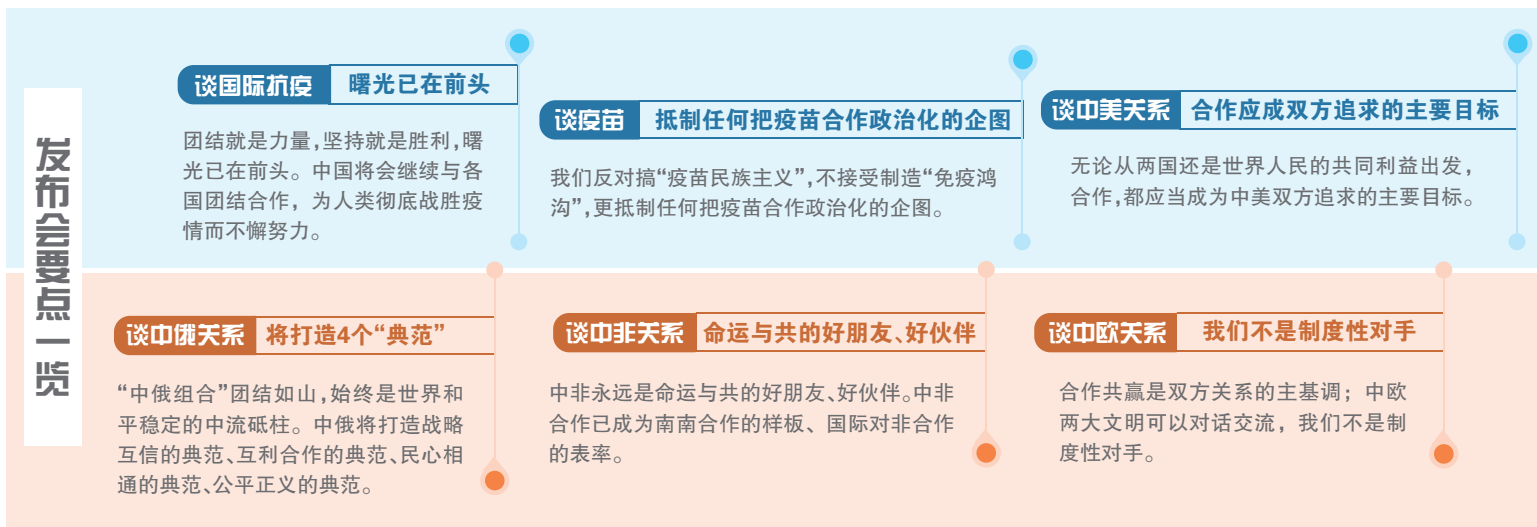 发布会要点一览
谈国际抗疫 曙光已在前头
团结就是力量,坚持就是胜利,曙
光已在前头。中国将会继续与各
国团结合作，为人类彻底战胜疫
情而不懈努力。
谈疫苗 抵制任何把疫苗合作政治化的企图
我们反对搞“疫苗民族主义”,不接受制造“免疫鸿
沟”,更抵制任何把疫苗合作政治化的企图。
谈中美关系 合作应成双方追求的主要目标
无论从两国还是世界人民的共同利益出发，
合作,都应当成为中美双方追求的主要目标。
谈中俄关系 将打造4个“典范”
“中俄组合”团结如山,始终是世界和
平稳定的中流砥柱。中俄将打造战略
互信的典范、互利合作的典范、民心相
通的典范、公平正义的典范。
谈中非关系 命运与共的好朋友、好伙伴
中非永远是命运与共的好朋友、好伙伴。中非
合作已成为南南合作的样板、国际对非合作
的表率。
谈中欧关系 我们不是制度性对手
合作共赢是双方关系的主基调；中欧
两大文明可以对话交流，我们不是制
度性对手。